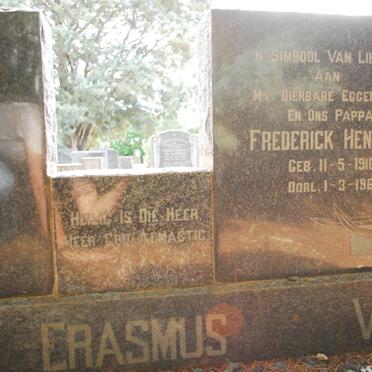 'N SIMBOOL VAN LIE
AAN
MY DIERBARE EGGE
EN ONS PAPPA
FREDERICK HEN
GEB. 11-5-1910
OORL. 1-3-196
HEILIG IS DIE HEER
HEER GOD ALMAGTIG
ERASMUS